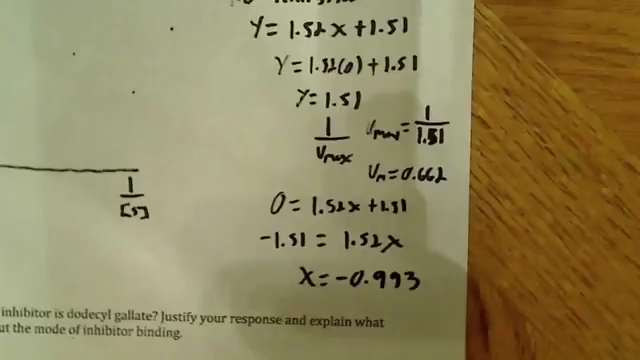 Y = 1.52x + 1.51
Y = 1.52(0) + 1.51
Y = 1.51
1/Vmax Vmax = 1/1.51
Vm = 0.662
1/[S]
0 = 1.52x + 1.51
-1.51 = 1.52x
X = -0.993
inhibitor is dodecyl gallate? Justify your response and explain what
ut the mode of inhibitor binding.